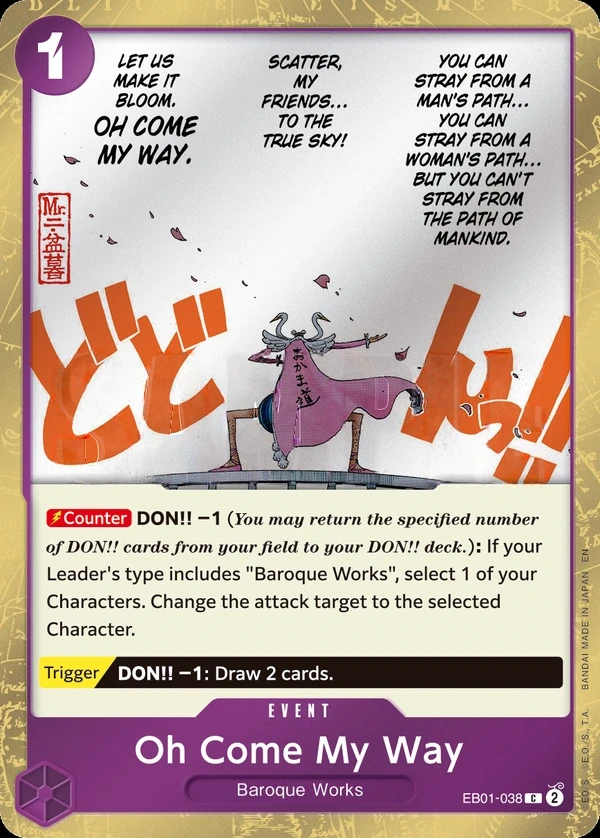 1
LET US
MAKE IT
BLOOM.
OH COME
MY WAY.
SCATTER,
MY
FRIENDS...
TO THE
TRUE SKY!
YOU CAN
STRAY FROM A
MAN'S PATH...
YOU CAN
STRAY FROM A
WOMAN'S PATH...
BUT YOU CAN'T
STRAY FROM
THE PATH OF
MANKIND.
Mr.二・盆暮
どど
おかま道
Counter DON!! −1 (You may return the specified number
of DON!! cards from your field to your DON!! deck.): If your
Leader's type includes "Baroque Works", select 1 of your
Characters. Change the attack target to the selected
Character.
Trigger DON!! −1: Draw 2 cards.
EVENT
Oh Come My Way
Baroque Works
EB01-038 C 2
BANDAI MADE IN JAPAN EN